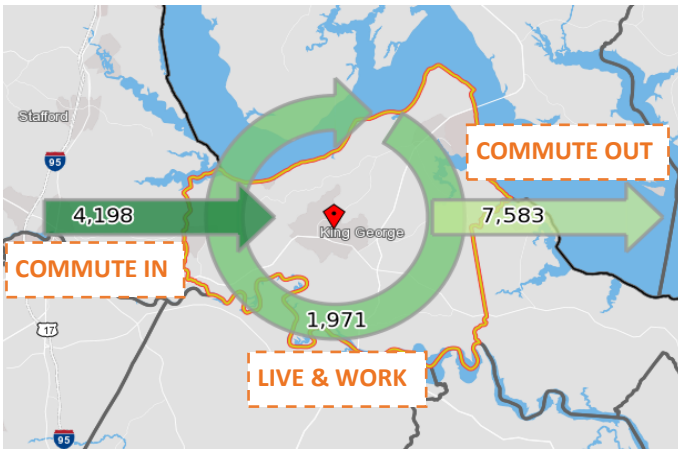 Stafford
95
COMMUTE OUT
4,198
7,583
King George
COMMUTE IN
1,971
17
LIVE & WORK
95